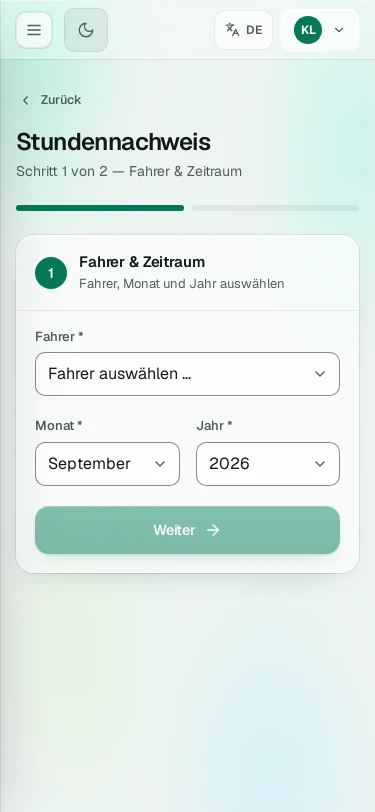 DE
KL
Zurück
Stundennachweis
Schritt 1 von 2 — Fahrer & Zeitraum
1
Fahrer & Zeitraum
Fahrer, Monat und Jahr auswählen
Fahrer *
Fahrer auswählen ...
Monat * Jahr *
September 2026
Weiter